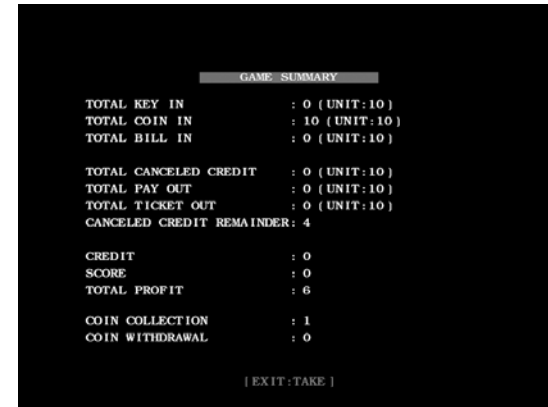 GAME SUMMARY
TOTAL KEY IN : 0 (UNIT:10)
TOTAL COIN IN : 10 (UNIT:10)
TOTAL BILL IN : 0 (UNIT:10)
TOTAL CANCELED CREDIT : 0 (UNIT:10)
TOTAL PAY OUT : 0 (UNIT:10)
TOTAL TICKET OUT : 0 (UNIT:10)
CANCELED CREDIT REMAINDER: 4
CREDIT : 0
SCORE : 0
TOTAL PROFIT : 6
COIN COLLECTION : 1
COIN WITHDRAWAL : 0
[EXIT:TAKE ]